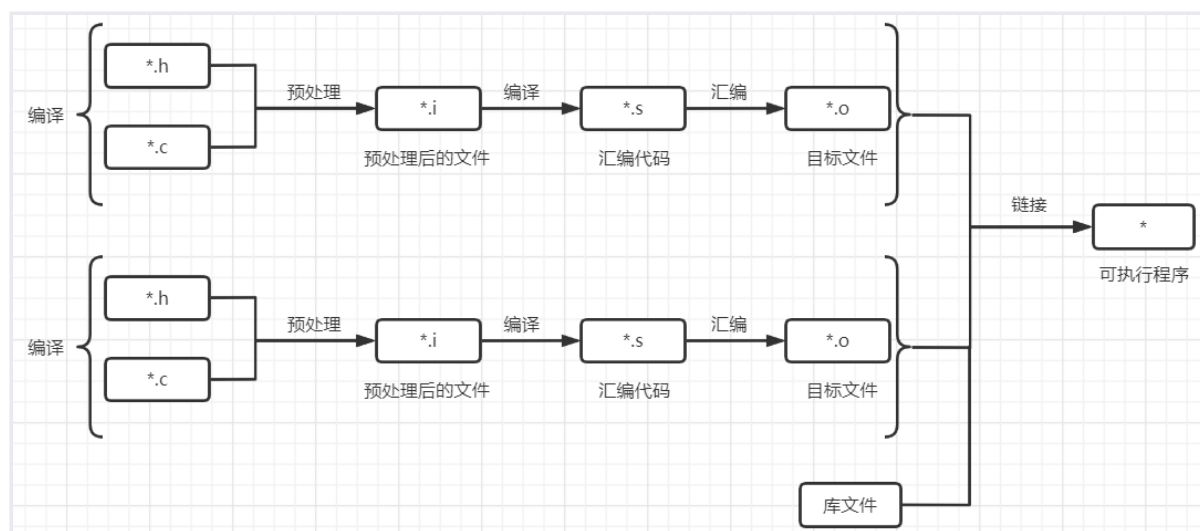 *.h
预处理
编译
汇编
编译
*.i
*.s
*.o
*.c
预处理后的文件
汇编代码
目标文件
链接
*
可执行程序
*.h
预处理
编译
汇编
编译
*.i
*.s
*.o
*.c
预处理后的文件
汇编代码
目标文件
库文件